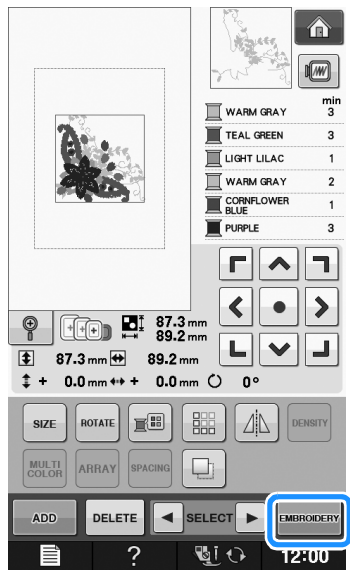 min
WARM GRAY 3
TEAL GREEN 3
LIGHT LILAC 1
WARM GRAY 2
CORNFLOWER
BLUE 1
PURPLE 3
87.3 mm
89.2 mm
87.3 mm 89.2 mm
+ 0.0 mm + 0.0 mm 0°
SIZE ROTATE DENSITY
MULTI
COLOR ARRAY SPACING
ADD DELETE SELECT EMBROIDERY
? 12:00